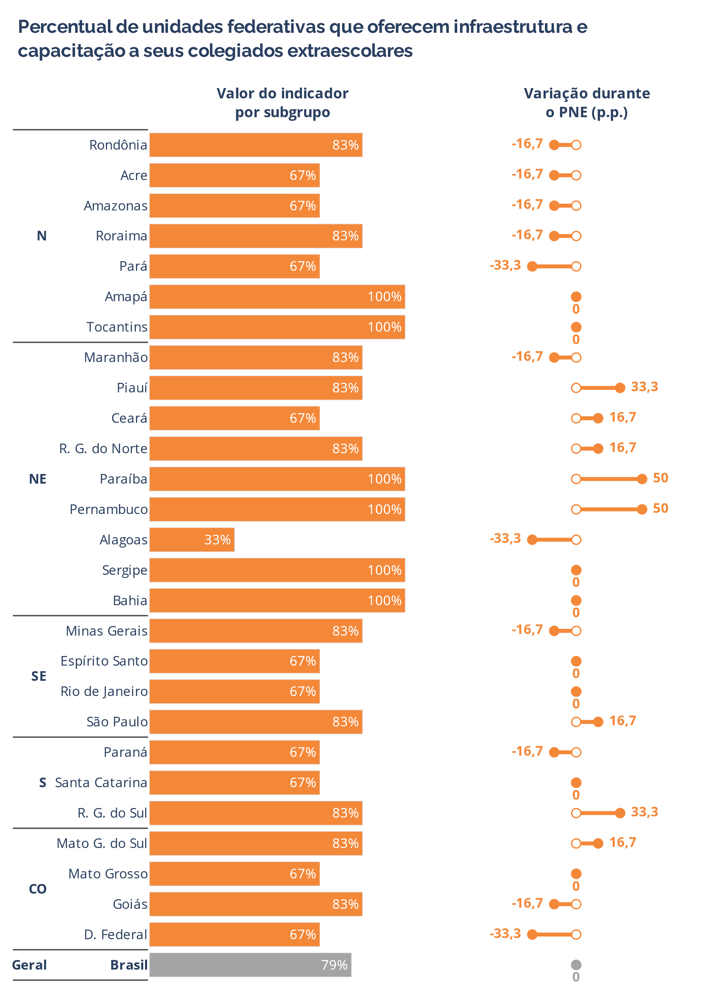 Percentual de unidades federativas que oferecem infraestrutura e
capacitação a seus colegiados extraescolares
Valor do indicador
por subgrupo
Variação durante
o PNE (p.p.)
Rondônia 83% -16,7
Acre 67% -16,7
Amazonas 67% -16,7
N Roraima 83% -16,7
Pará 67% -33,3
Amapá 100% 0
Tocantins 100% 0
Maranhão 83% -16,7
Piauí 83% 33,3
Ceará 67% 16,7
R. G. do Norte 83% 16,7
NE Paraíba 100% 50
Pernambuco 100% 50
Alagoas 33% -33,3
Sergipe 100% 0
Bahia 100% 0
Minas Gerais 83% -16,7
Espírito Santo 67% 0
SE
Rio de Janeiro 67% 0
São Paulo 83% 16,7
Paraná 67% -16,7
S Santa Catarina 67% 0
R. G. do Sul 83% 33,3
Mato G. do Sul 83% 16,7
Mato Grosso 67% 0
CO
Goiás 83% -16,7
D. Federal 67% -33,3
Geral Brasil 79% 0